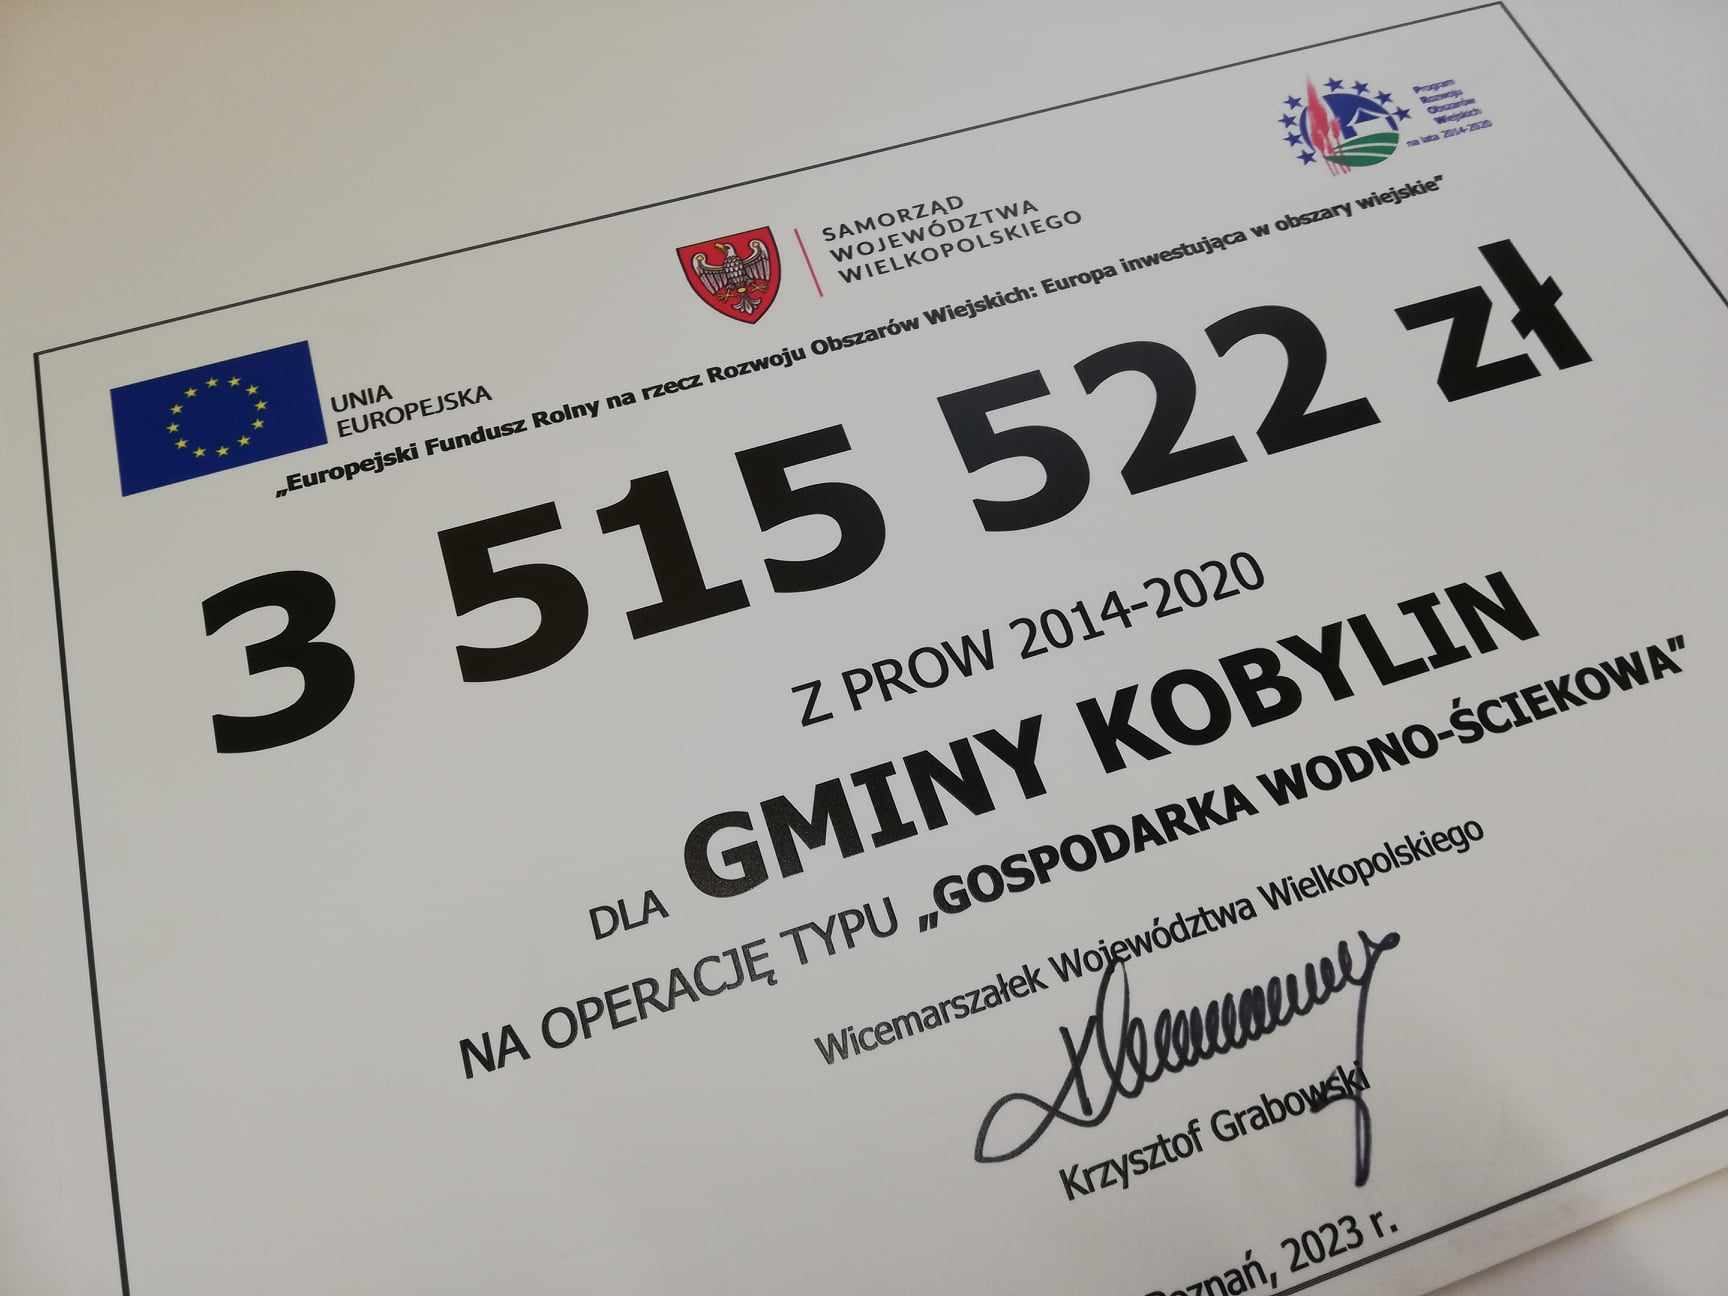 Program
Rozwoju
Obszarów
Wiejskich
na lata 2014-2020
SAMORZĄD
WOJEWÓDZTWA
WIELKOPOLSKIEGO
UNIA
EUROPEJSKA
„Europejski Fundusz Rolny na rzecz Rozwoju Obszarów Wiejskich: Europa inwestująca w obszary wiejskie”
3 515 522 zł
Z PROW 2014-2020
DLA GMINY KOBYLIN
NA OPERACJĘ TYPU „GOSPODARKA WODNO-ŚCIEKOWA”
Wicemarszałek Województwa Wielkopolskiego
Krzysztof Grabowski
Poznań, 2023 r.